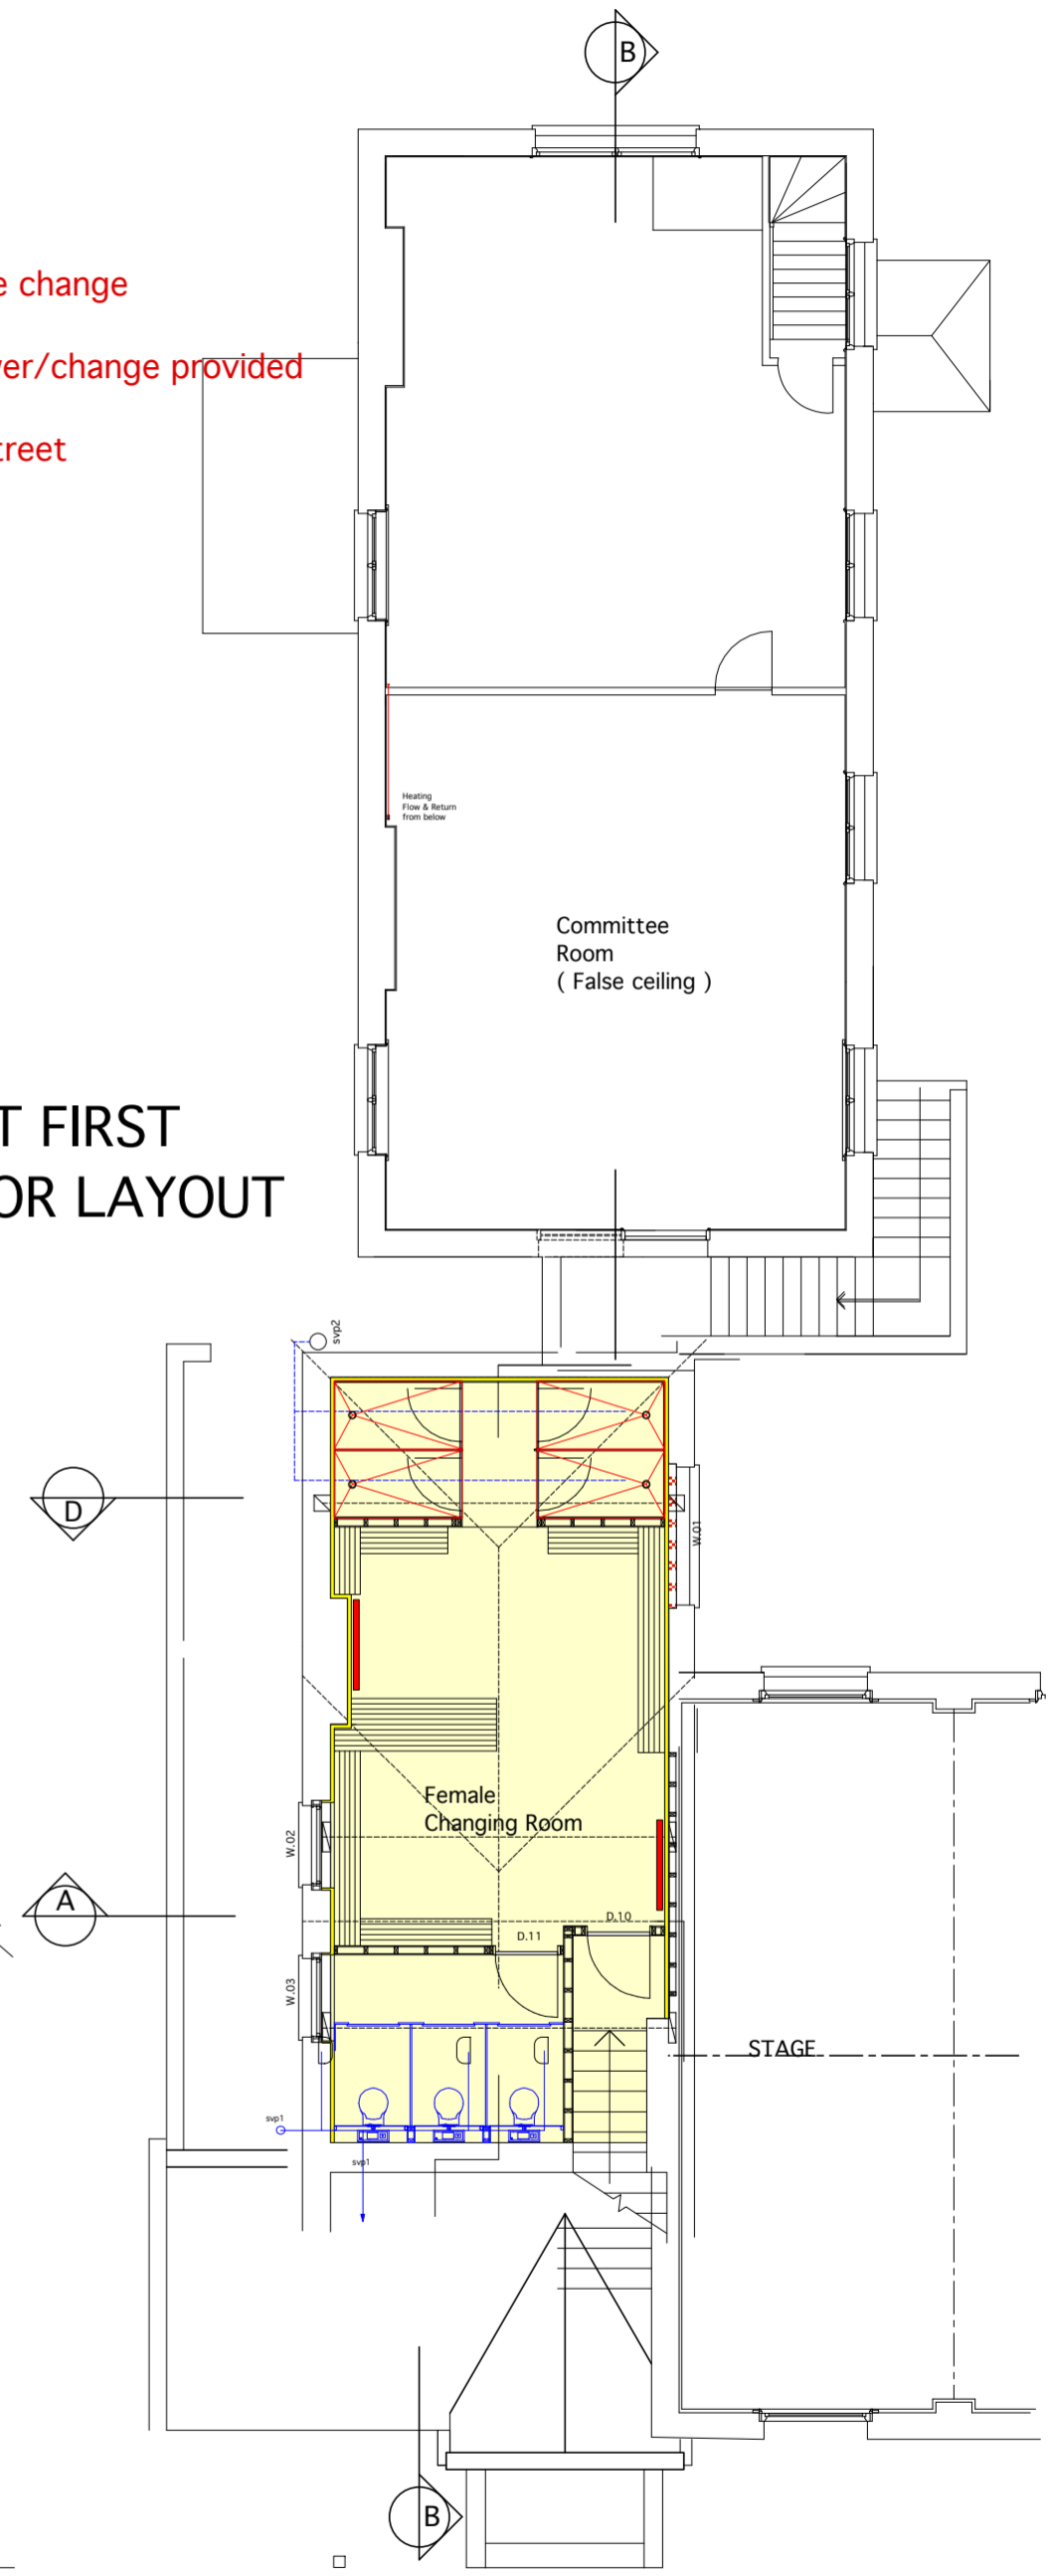 B
e change
ver/change provided
treet
Heating
Flow & Return
from below
Committee
Room
( False ceiling )
T FIRST
OR LAYOUT
svp2
D
W.01
Female
Changing Room
W.02
A
D.10
D.11
W.03
STAGE
svp1
svp1
B